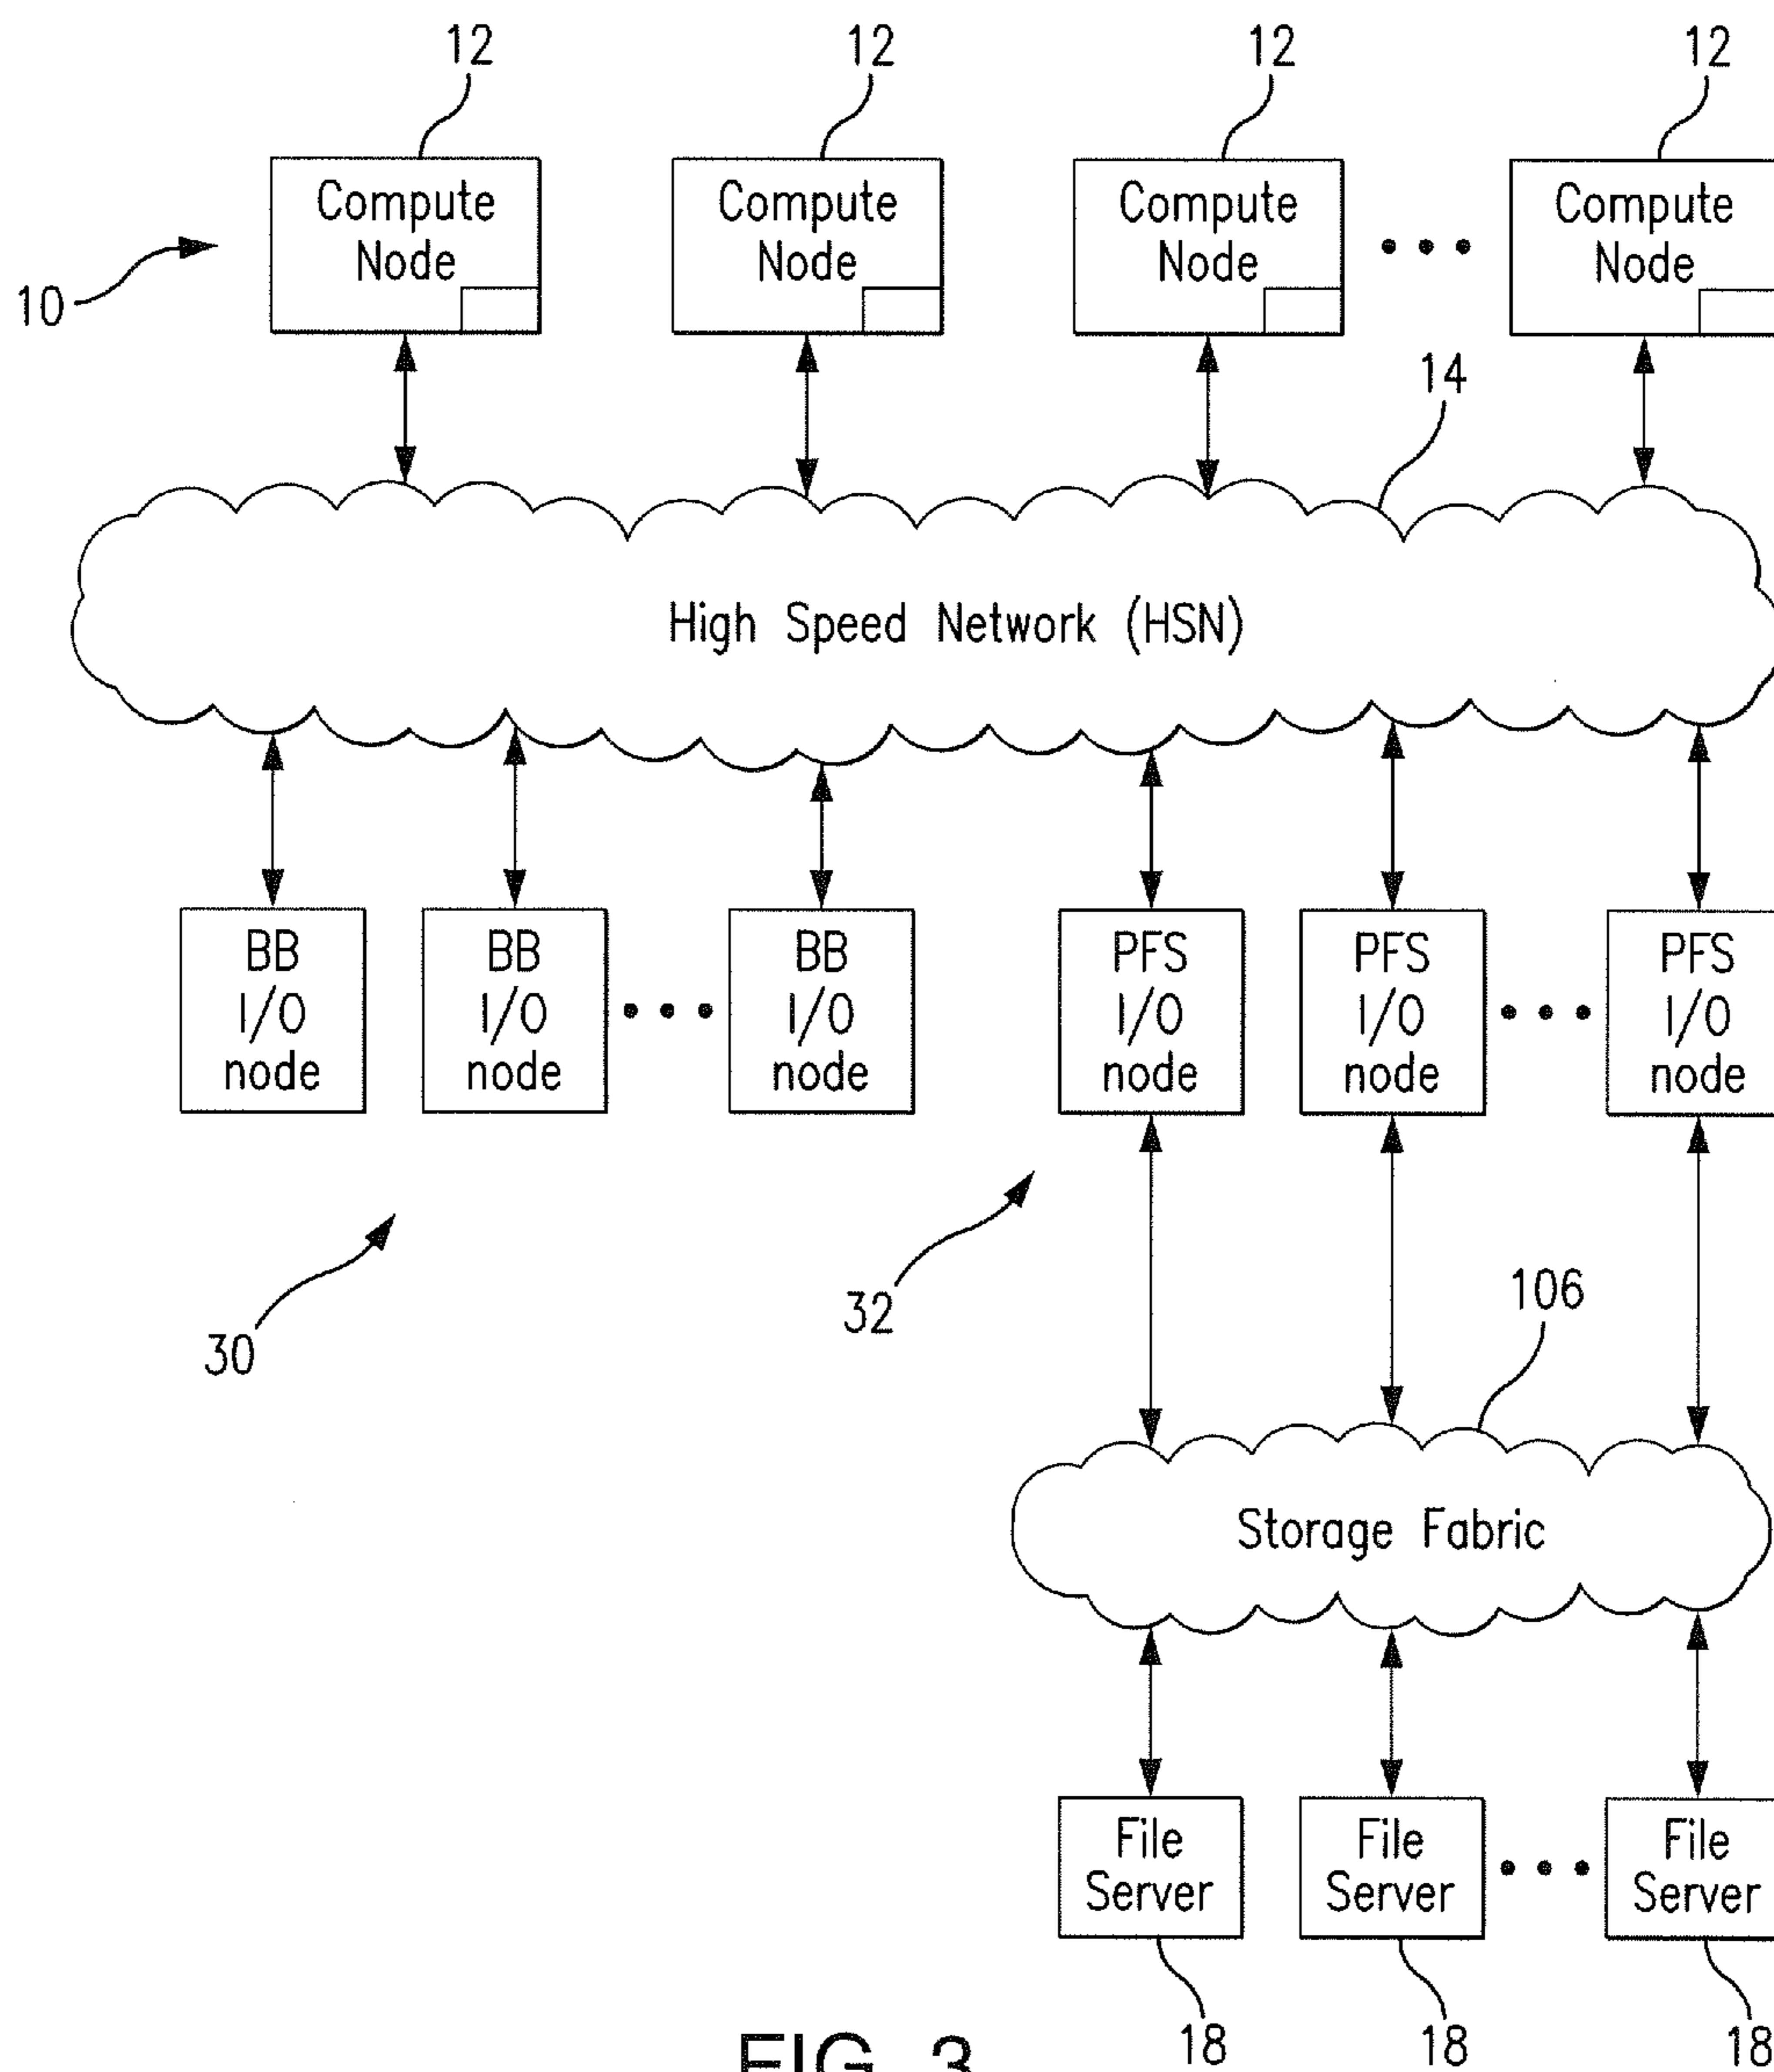 12 12 12 12
Compute Compute Compute Compute
Node Node Node • • • Node
10
14
High Speed Network (HSN)
BB BB BB PFS PFS PFS
I/O I/O • • • I/O I/O I/O • • • I/O
node node node node node node
32
106
30
Storage Fabric
File File File
Server Server • • • Server
18 18 18
FIG. 3